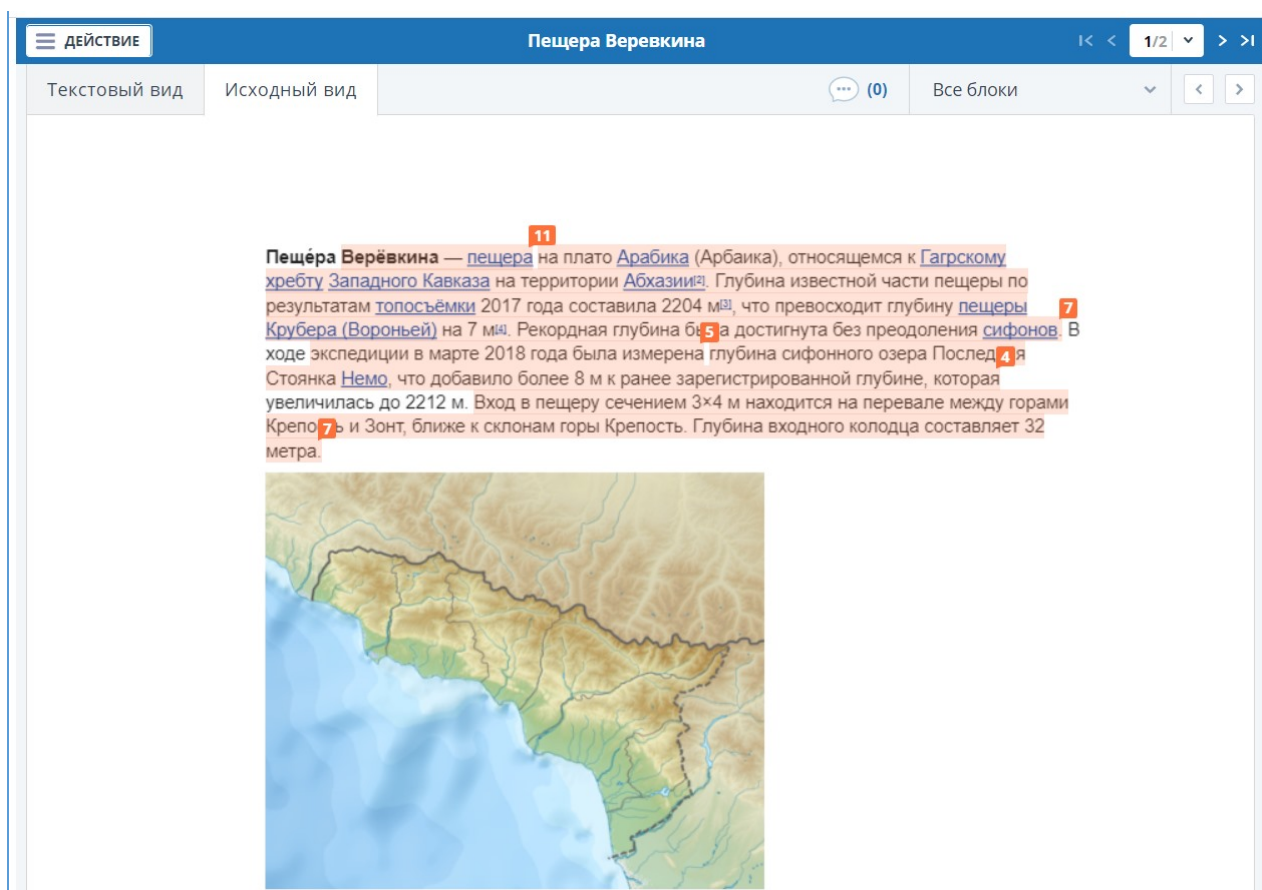 ДЕЙСТВИЕ
Пещера Веревкина
1/2
Текстовый вид
Исходный вид
(0)
Все блоки
11
Пеще́ра Верёвкина — пещера на плато Арабика (Арбаика), относящемся к Гагрскому
хребту Западного Кавказа на территории Абхазии[2]. Глубина известной части пещеры по
результатам топосъёмки 2017 года составила 2204 м[3], что превосходит глубину пещеры
7
Крубера (Вороньей) на 7 м[4]. Рекордная глубина б 5 а достигнута без преодоления сифонов. В
ходе экспедиции в марте 2018 года была измерена глубина сифонного озера Послед 4 я
Стоянка Немо, что добавило более 8 м к ранее зарегистрированной глубине, которая
увеличилась до 2212 м. Вход в пещеру сечением 3×4 м находится на перевале между горами
Крепо 7 ь и Зонт, ближе к склонам горы Крепость. Глубина входного колодца составляет 32
метра.